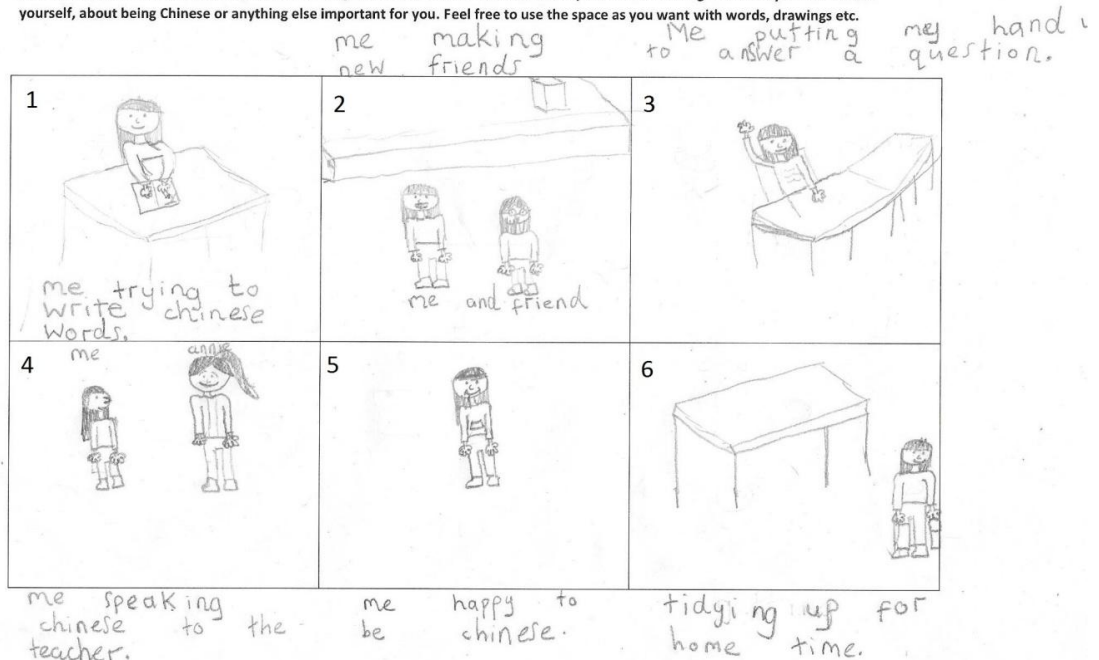 yourself, about being Chinese or anything else important for you. Feel free to use the space as you want with words, drawings etc.
me making
new friends
Me putting my hand
to answer a question.
1
me trying to
write chinese
words.
2
me and friend
3
4
me
annie
me speaking
chinese to the
teacher.
5
me happy to
be chinese.
6
tidying up for
home time.